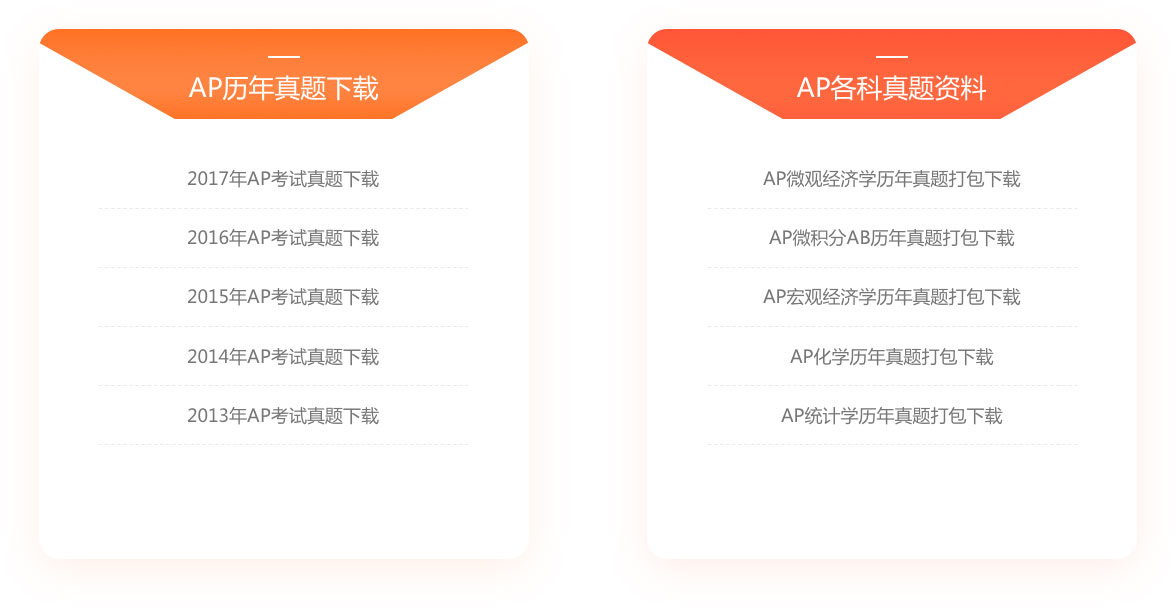 AP历年真题下载
2017年AP考试真题下载
2016年AP考试真题下载
2015年AP考试真题下载
2014年AP考试真题下载
2013年AP考试真题下载
AP各科真题资料
AP微观经济学历年真题打包下载
AP微积分AB历年真题打包下载
AP宏观经济学历年真题打包下载
AP化学历年真题打包下载
AP统计学历年真题打包下载